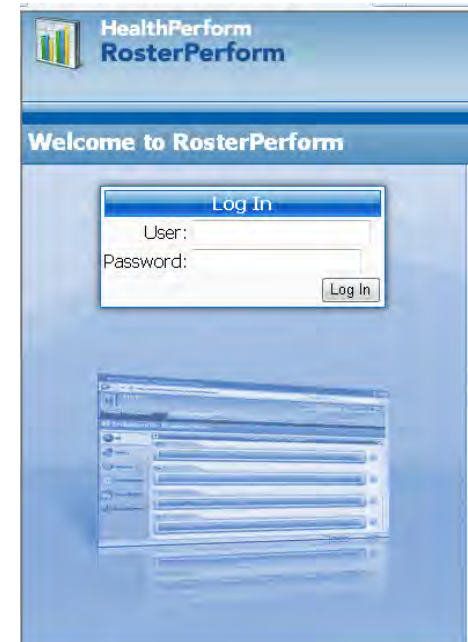 HealthPerform
RosterPerform
Welcome to RosterPerform
Log In
User:
Password:
Log In